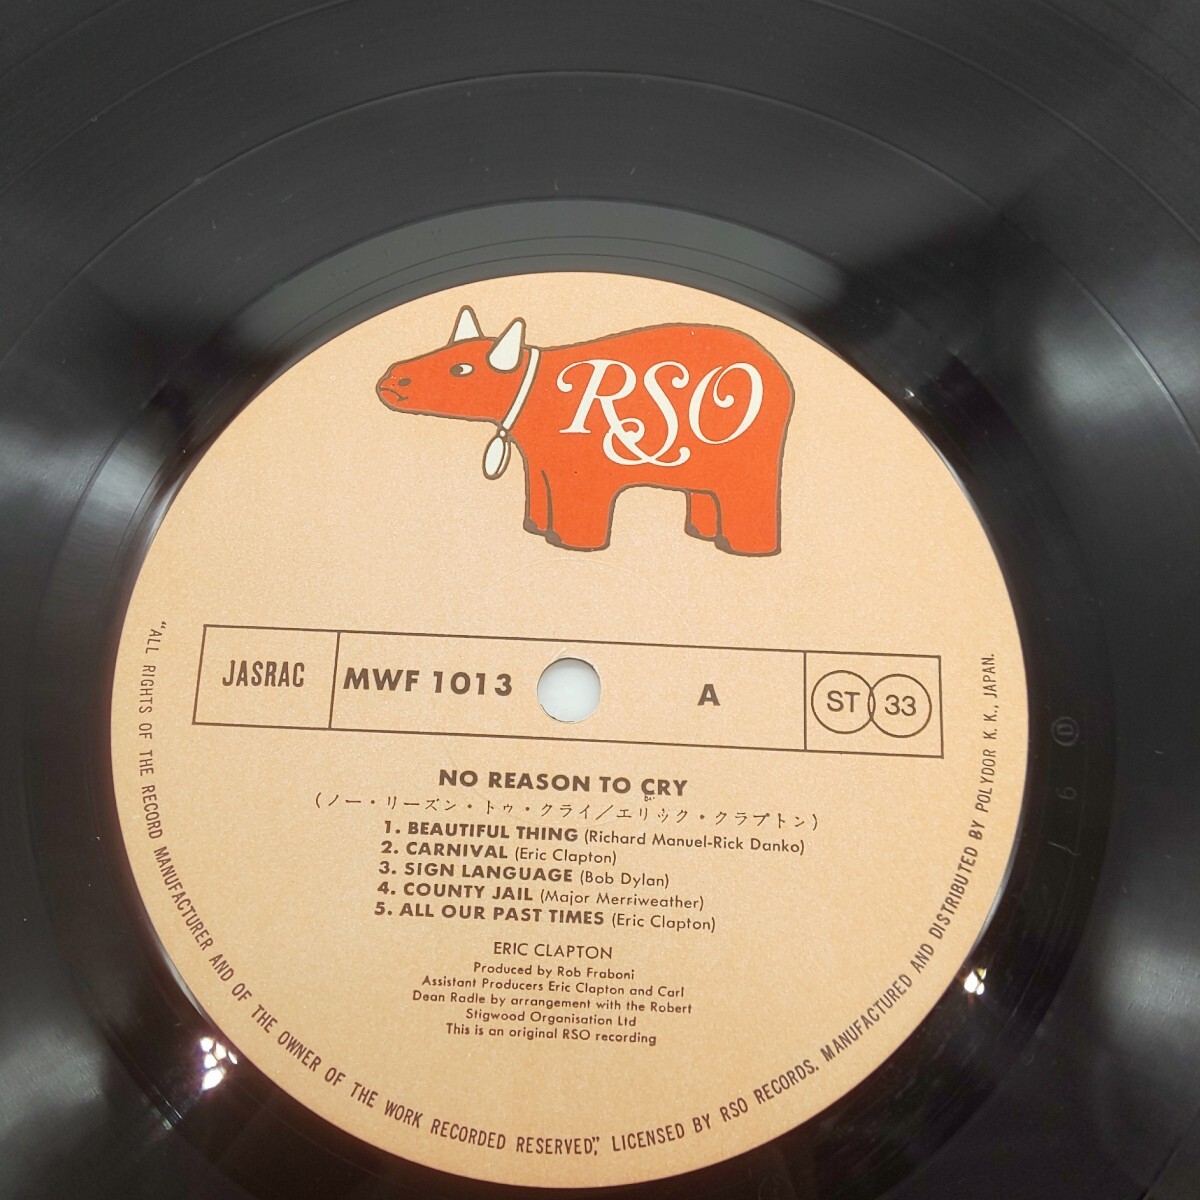 RSO
JASRAC
MWF 1013
A
ST 33
NO REASON TO CRY
(ノー・リーズン・トゥ・クライ/エリック・クラプトン)
1. BEAUTIFUL THING (Richard Manuel-Rick Danko)
2. CARNIVAL (Eric Clapton)
3. SIGN LANGUAGE (Bob Dylan)
4. COUNTY JAIL (Major Merriweather)
5. ALL OUR PAST TIMES (Eric Clapton)
ERIC CLAPTON
Produced by Rob Fraboni
Assistant Producers Eric Clapton and Carl
Dean Radle by arrangement with the Robert
Stigwood Organisation Ltd
This is an original RSO recording
"ALL RIGHTS OF THE RECORD MANUFACTURER AND OF THE OWNER OF THE WORK RECORDED RESERVED", LICENSED BY RSO RECORDS. MANUFACTURED AND DISTRIBUTED BY POLYDOR K.K., JAPAN.